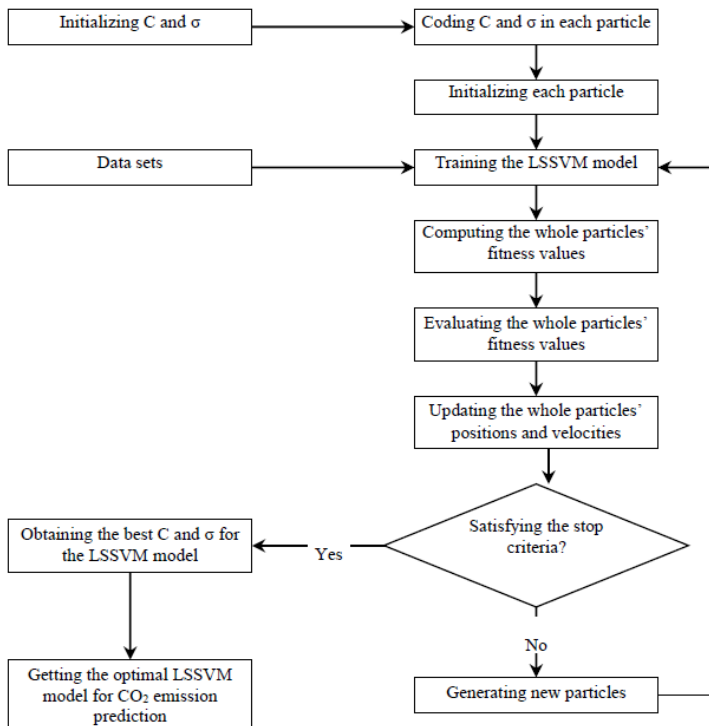 Initializing C and σ
Coding C and σ in each particle
Initializing each particle
Data sets
Training the LSSVM model
Computing the whole particles’
fitness values
Evaluating the whole particles’
fitness values
Updating the whole particles’
positions and velocities
Satisfying the stop
criteria?
Yes
Obtaining the best C and σ for
the LSSVM model
Getting the optimal LSSVM
model for CO₂ emission
prediction
No
Generating new particles